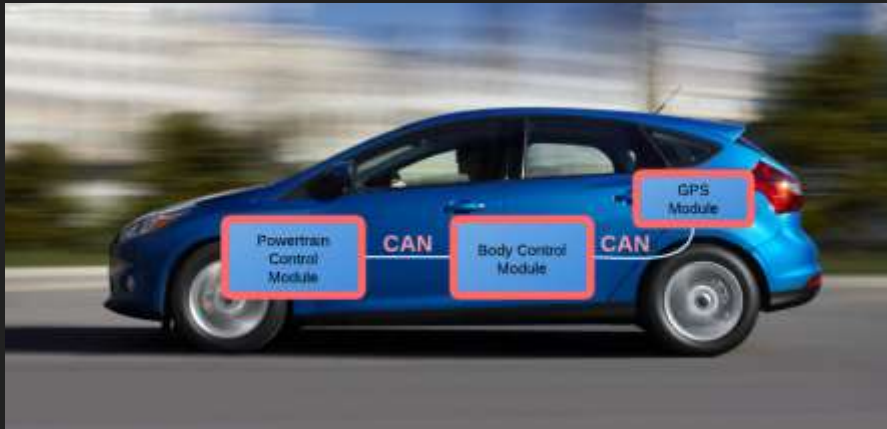 Powertrain
Control
Module
CAN
Body Control
Module
CAN
GPS
Module